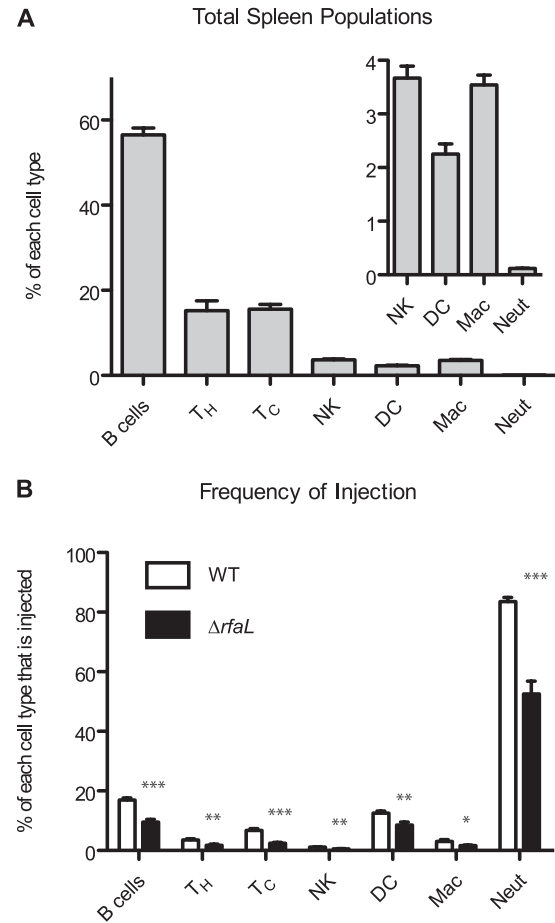 A
Total Spleen Populations
% of each cell type
60
40
20
0
B cells
TH
TC
NK
DC
Mac
Neut
4
3
2
1
0
NK
DC
Mac
Neut
B
Frequency of Injection
% of each cell type that is injected
100
80
60
40
20
0
WT
ΔrfaL
***
**
***
**
**
*
***
B cells
TH
TC
NK
DC
Mac
Neut